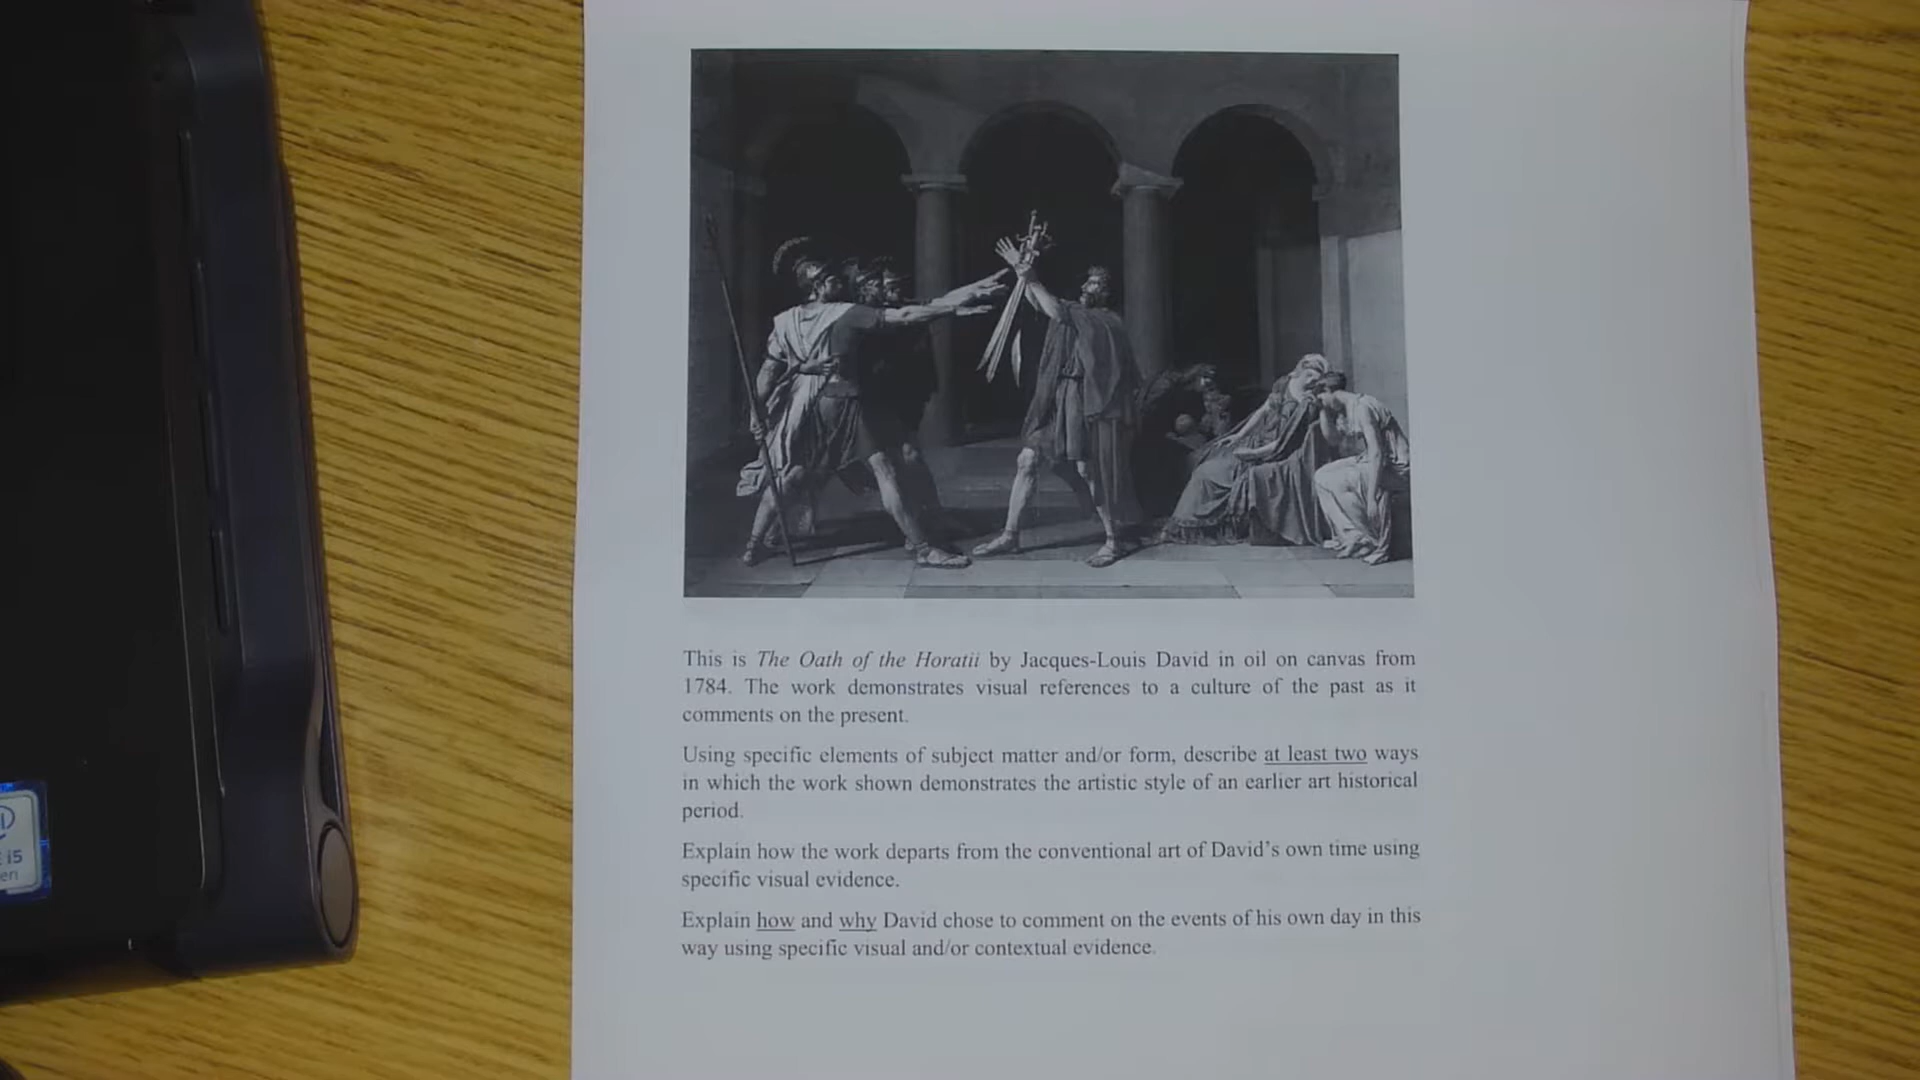 This is The Oath of the Horatii by Jacques-Louis David in oil on canvas from
1784. The work demonstrates visual references to a culture of the past as it
comments on the present.
Using specific elements of subject matter and/or form, describe at least two ways
in which the work shown demonstrates the artistic style of an earlier art historical
period.
Explain how the work departs from the conventional art of David's own time using
specific visual evidence.
Explain how and why David chose to comment on the events of his own day in this
way using specific visual and/or contextual evidence.
i5